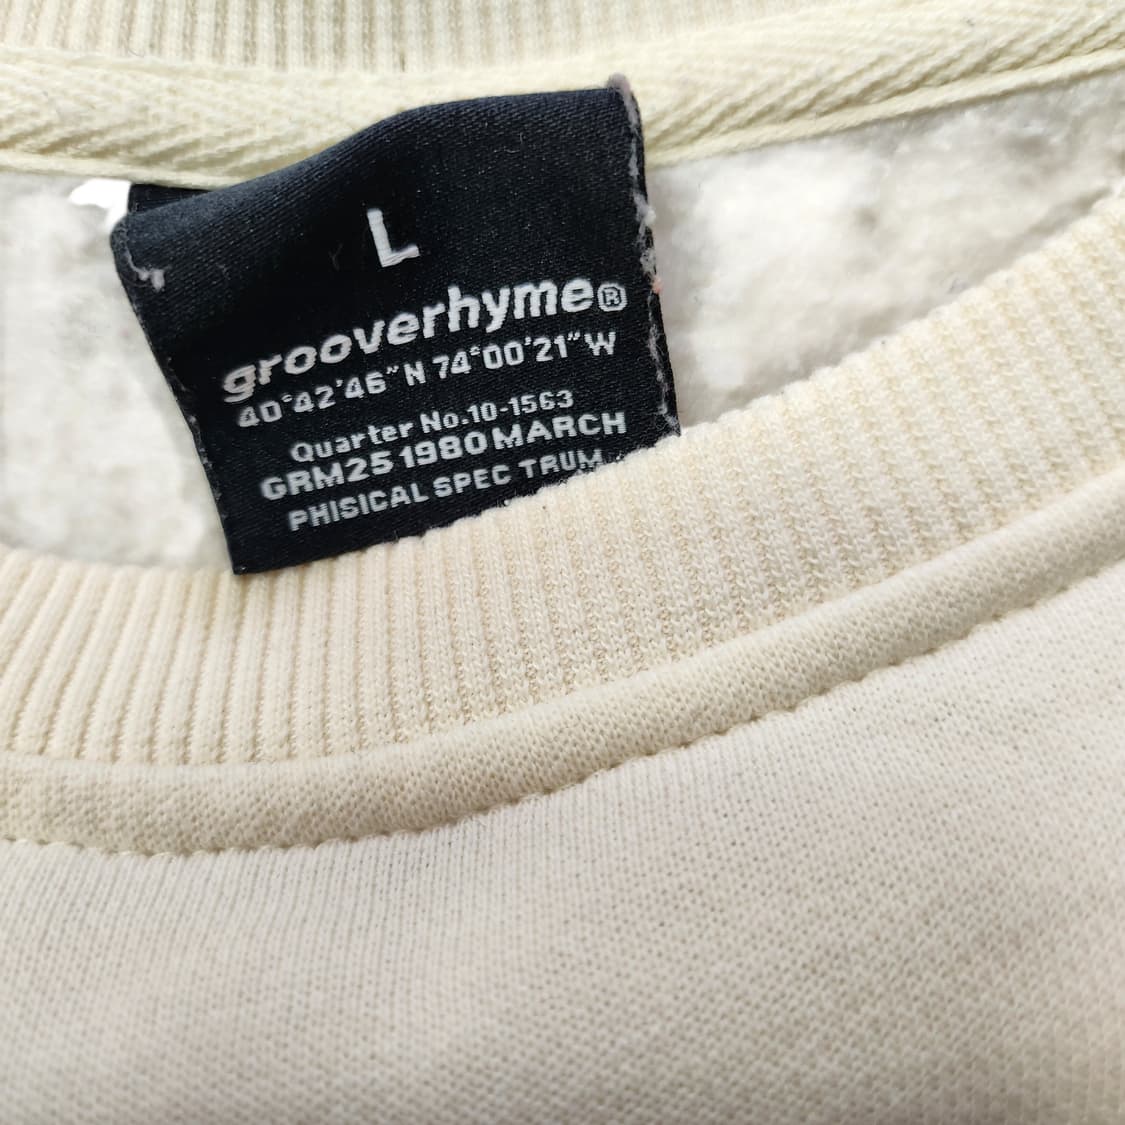 L
grooverhyme®
40°42'46"N 74°00'21"W
Quarter No.10-1563
GRM25 1980 MARCH
PHISICAL SPEC TRUM